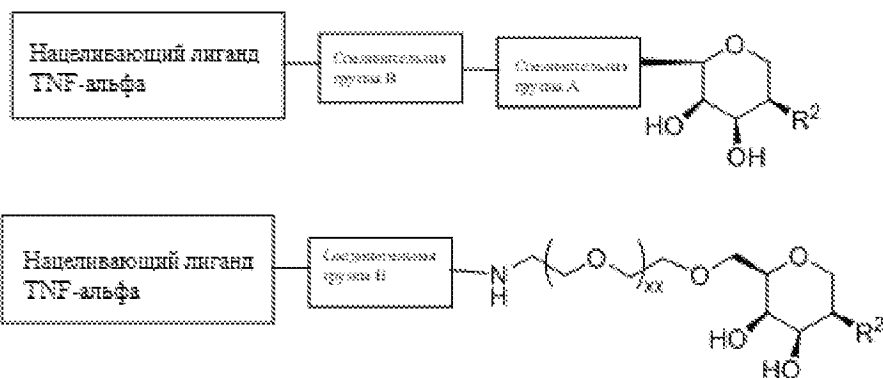 Нацеливающий лиганд
TNF-альфа
Соединительная
группа В
Соединительная
группа А
O
HO
OH
R²
Нацеливающий лиганд
TNF-альфа
Соединительная
группа В
N
H
O
xx
O
O
HO
HO
R²